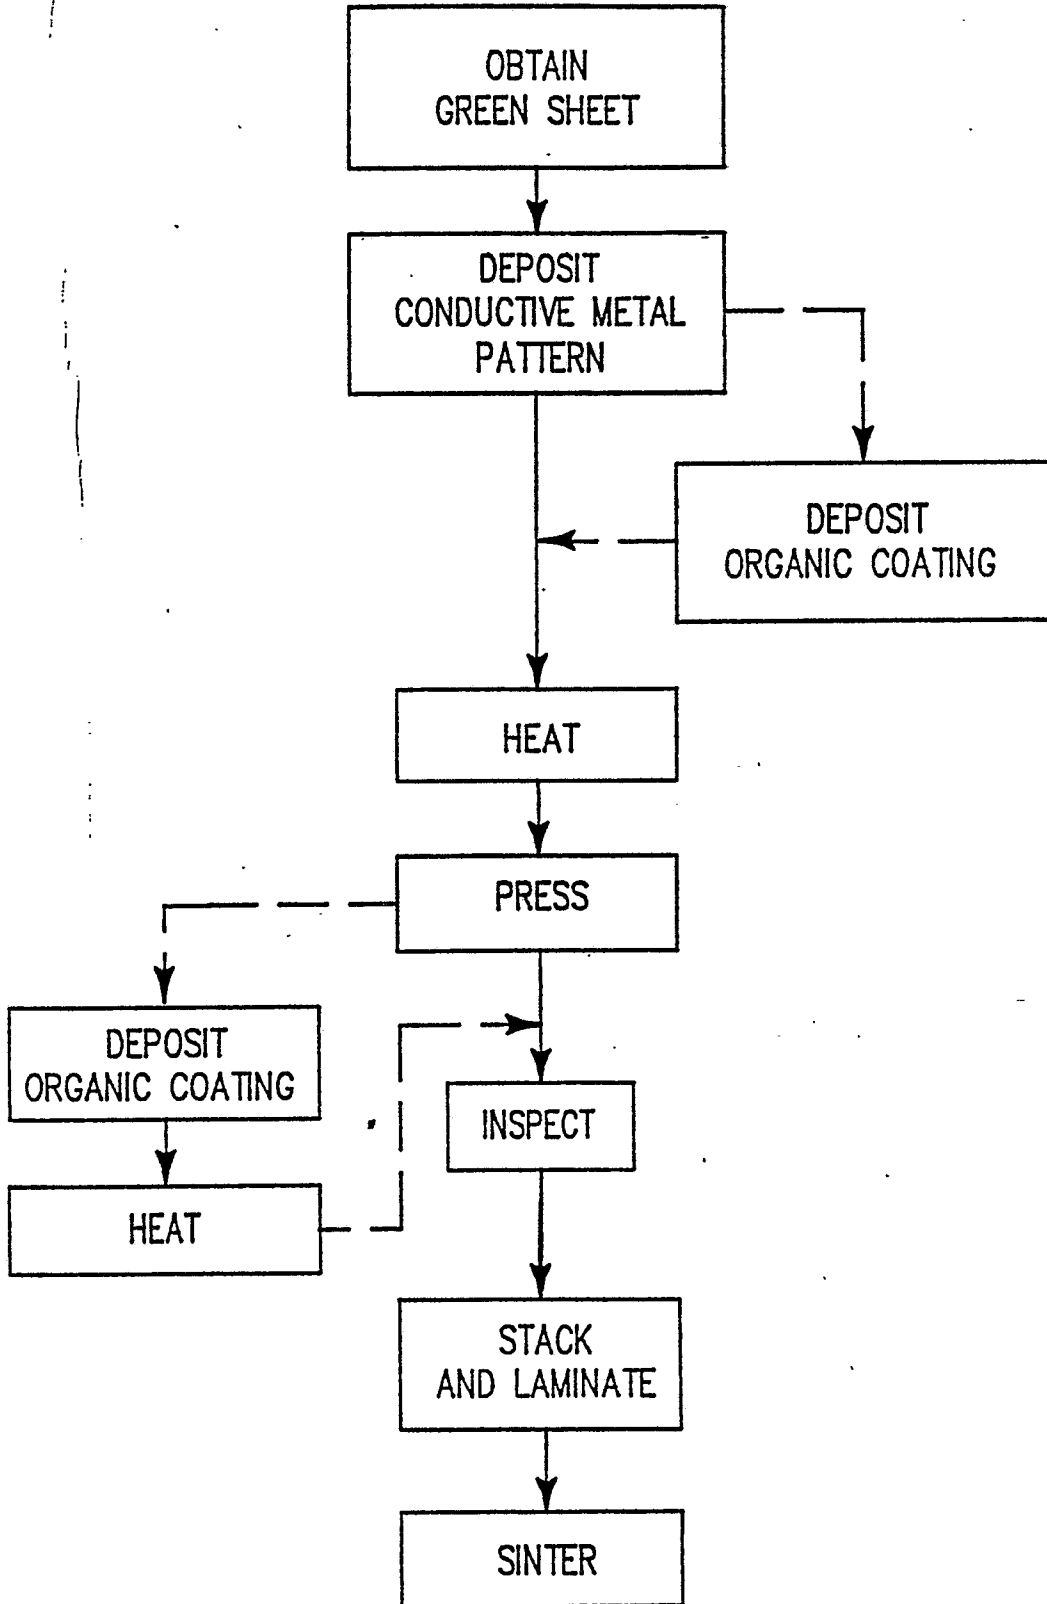 OBTAIN
GREEN SHEET
DEPOSIT
CONDUCTIVE METAL
PATTERN
DEPOSIT
ORGANIC COATING
HEAT
PRESS
DEPOSIT
ORGANIC COATING
HEAT
INSPECT
STACK
AND LAMINATE
SINTER